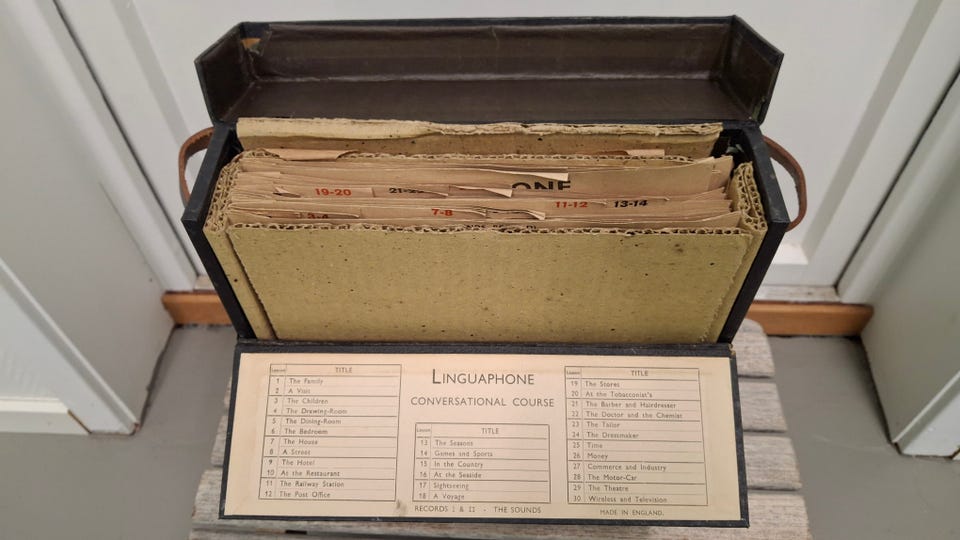 ONE
19-20
21-22
11-12
13-14
7-8
3-4
LINGUAPHONE
CONVERSATIONAL COURSE
Lesson TITLE
1 The Family
2 A Visit
3 The Children
4 The Drawing-Room
5 The Dining-Room
6 The Bedroom
7 The House
8 A Street
9 The Hotel
10 At the Restaurant
11 The Railway Station
12 The Post Office
Lesson TITLE
13 The Seasons
14 Games and Sports
15 In the Country
16 At the Seaside
17 Sightseeing
18 A Voyage
Lesson TITLE
19 The Stores
20 At the Tobacconist's
21 The Barber and Hairdresser
22 The Doctor and the Chemist
23 The Tailor
24 The Dressmaker
25 Time
26 Money
27 Commerce and Industry
28 The Motor-Car
29 The Theatre
30 Wireless and Television
RECORDS I & II - THE SOUNDS
MADE IN ENGLAND.